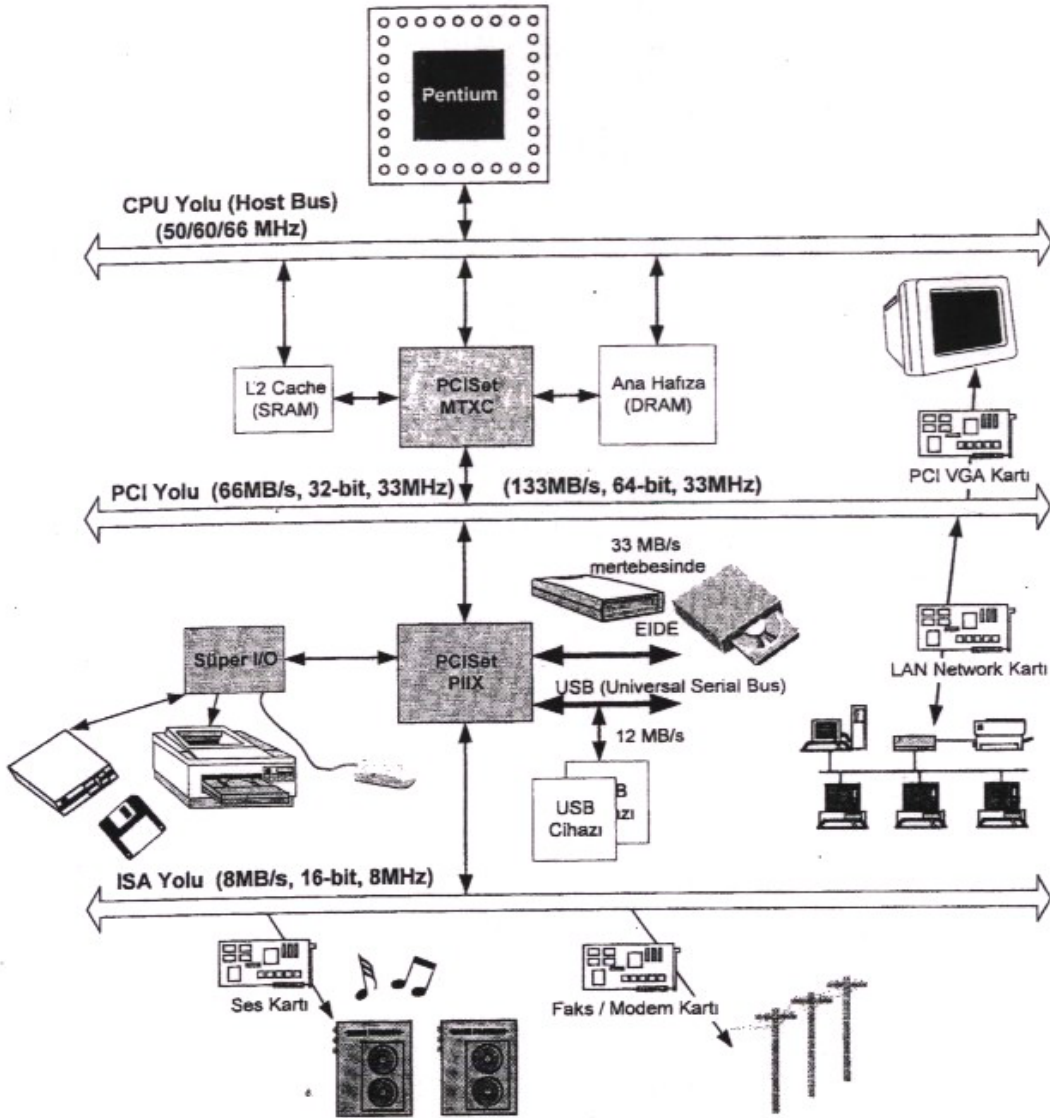 Pentium
CPU Yolu (Host Bus)
(50/60/66 MHz)
L2 Cache
(SRAM)
PCISet
MTXC
Ana Hafıza
(DRAM)
PCI VGA Kartı
PCI Yolu (66MB/s, 32-bit, 33MHz) (133MB/s, 64-bit, 33MHz)
33 MB/s
mertebesinde
EIDE
Süper I/O
PCISet
PIIX
LAN Network Kartı
USB (Universal Serial Bus)
12 MB/s
USB
Cihazı
B
azı
ISA Yolu (8MB/s, 16-bit, 8MHz)
Ses Kartı
Faks / Modem Kartı